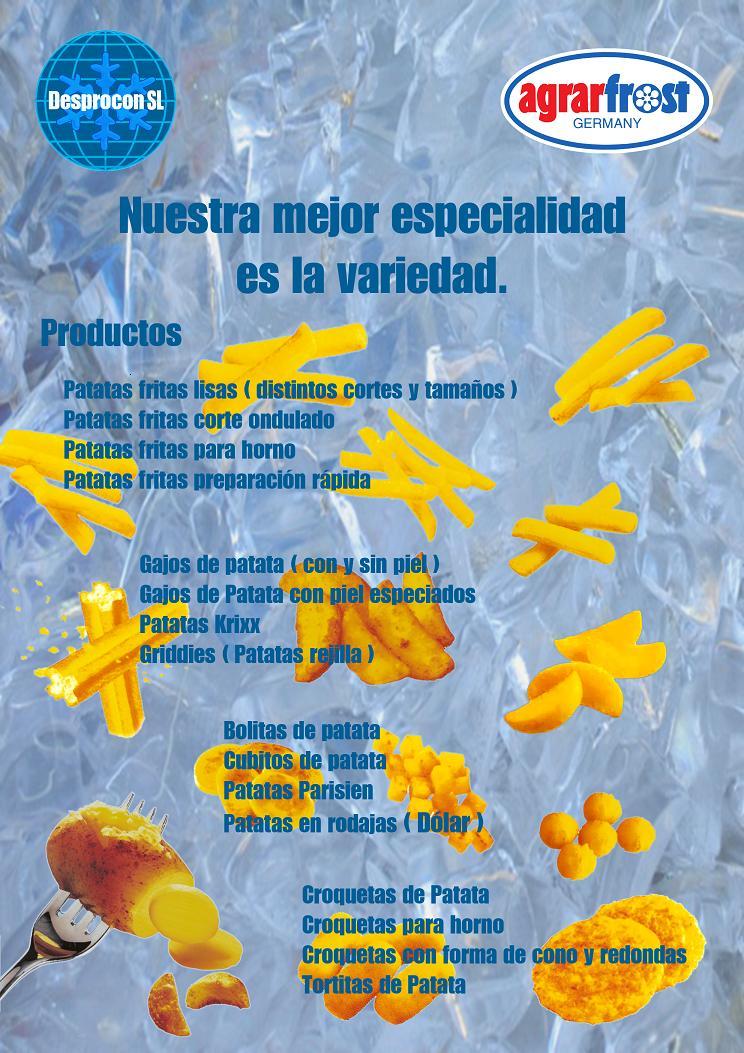 Desprocon SL
agrarfrost
GERMANY
Nuestra mejor especialidad
es la variedad.
Productos
Patatas fritas lisas ( distintos cortes y tamaños )
Patatas fritas corte ondulado
Patatas fritas para horno
Patatas fritas preparación rápida
Gajos de patata ( con y sin piel )
Gajos de Patata con piel especiados
Patatas Krixx
Griddies ( Patatas rejilla )
Bolitas de patata
Cubitos de patata
Patatas Parisien
Patatas en rodajas ( Dólar )
Croquetas de Patata
Croquetas para horno
Croquetas con forma de cono y redondas
Tortitas de Patata